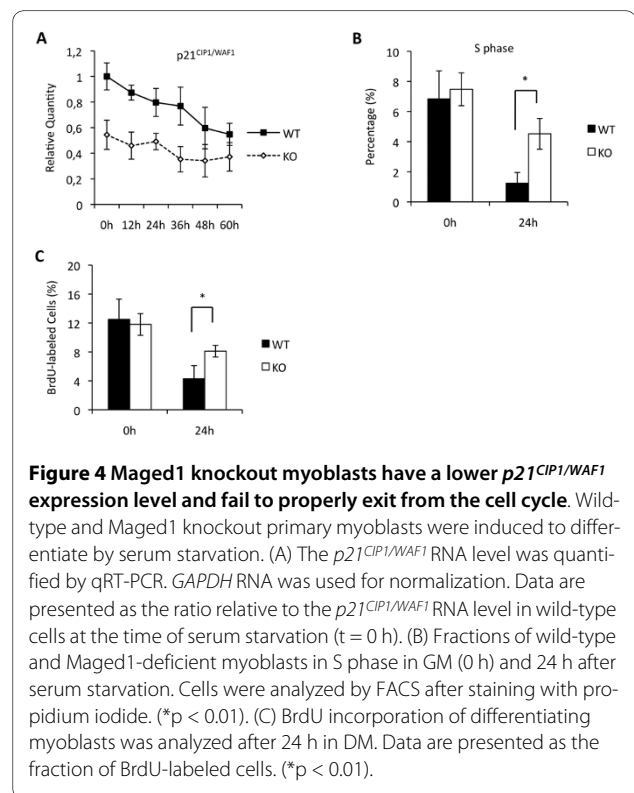 A
p21CIP1/WAF1
1,2
1
0,8
0,6
0,4
0,2
0
Relative Quantity
0h 12h 24h 36h 48h 60h
WT
KO
B
S phase
10
8
6
4
2
0
Percentage (%)
*
0h 24h
WT
KO
C
20
16
12
8
4
0
BrdU-labeled Cells (%)
*
0h 24h
WT
KO
Figure 4 Maged1 knockout myoblasts have a lower p21CIP1/WAF1
expression level and fail to properly exit from the cell cycle. Wild-
type and Maged1 knockout primary myoblasts were induced to differ-
entiate by serum starvation. (A) The p21CIP1/WAF1 RNA level was quanti-
fied by qRT-PCR. GAPDH RNA was used for normalization. Data are
presented as the ratio relative to the p21CIP1/WAF1 RNA level in wild-type
cells at the time of serum starvation (t = 0 h). (B) Fractions of wild-type
and Maged1-deficient myoblasts in S phase in GM (0 h) and 24 h after
serum starvation. Cells were analyzed by FACS after staining with pro-
pidium iodide. (*p < 0.01). (C) BrdU incorporation of differentiating
myoblasts was analyzed after 24 h in DM. Data are presented as the
fraction of BrdU-labeled cells. (*p < 0.01).